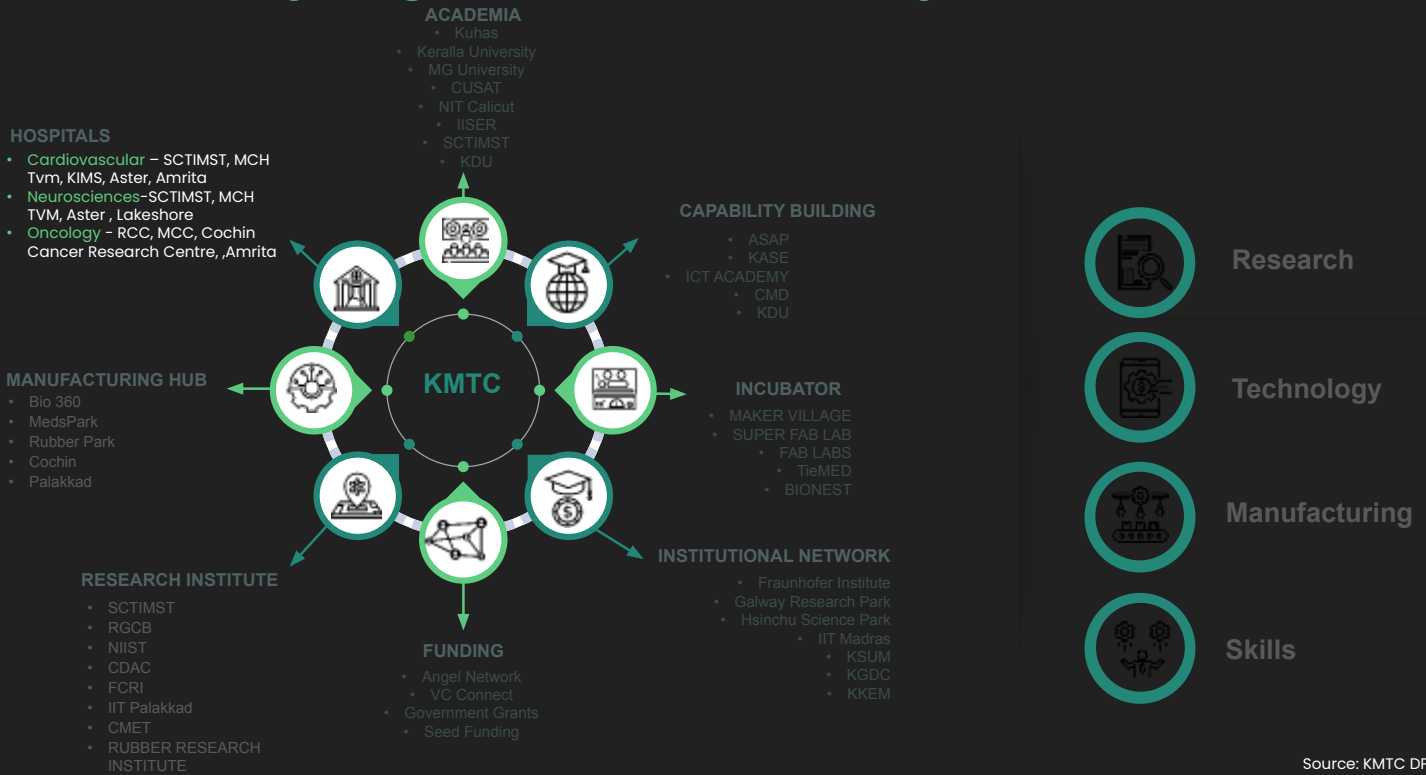 ACADEMIA
• Kuhas
• Keralla University
• MG University
• CUSAT
• NIT Calicut
• IISER
• SCTIMST
• KDU
HOSPITALS
• Cardiovascular – SCTIMST, MCH
Tvm, KIMS, Aster, Amrita
• Neurosciences-SCTIMST, MCH
TVM, Aster , Lakeshore
• Oncology - RCC, MCC, Cochin
Cancer Research Centre, ,Amrita
CAPABILITY BUILDING
• ASAP
• KASE
• ICT ACADEMY
• CMD
• KDU
MANUFACTURING HUB
• Bio 360
• MedsPark
• Rubber Park
• Cochin
• Palakkad
KMTC
INCUBATOR
• MAKER VILLAGE
• SUPER FAB LAB
• FAB LABS
• TieMED
• BIONEST
RESEARCH INSTITUTE
• SCTIMST
• RGCB
• NIIST
• CDAC
• FCRI
• IIT Palakkad
• CMET
• RUBBER RESEARCH
INSTITUTE
FUNDING
• Angel Network
• VC Connect
• Government Grants
• Seed Funding
INSTITUTIONAL NETWORK
• Fraunhofer Institute
• Galway Research Park
• Hsinchu Science Park
• IIT Madras
• KSUM
• KGDC
• KKEM
Research
Technology
Manufacturing
Skills
Source: KMTC